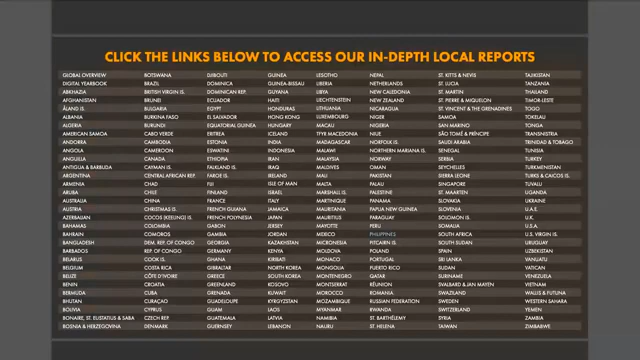 CLICK THE LINKS BELOW TO ACCESS OUR IN-DEPTH LOCAL REPORTS
GLOBAL OVERVIEW BOTSWANA DJIBOUTI GUINEA LESOTHO NEPAL ST. KITTS & NEVIS TAJIKISTAN
DIGITAL YEARBOOK BRAZIL DOMINICA GUINEA-BISSAU LIBERIA NETHERLANDS ST. LUCIA TANZANIA
ABKHAZIA BRITISH VIRGIN IS. DOMINICAN REP. GUYANA LIBYA NEW CALEDONIA ST. MARTIN THAILAND
AFGHANISTAN BRUNEI ECUADOR HAITI LIECHTENSTEIN NEW ZEALAND ST. PIERRE & MIQUELON TIMOR-LESTE
ÅLAND IS. BULGARIA EGYPT HONDURAS LITHUANIA NICARAGUA ST. VINCENT & THE GRENADINES TOGO
ALBANIA BURKINA FASO EL SALVADOR HONG KONG LUXEMBOURG NIGER SAMOA TOKELAU
ALGERIA BURUNDI EQUATORIAL GUINEA HUNGARY MACAU NIGERIA SAN MARINO TONGA
AMERICAN SAMOA CABO VERDE ERITREA ICELAND TFYE MACEDONIA NIUE SÃO TOMÉ & PRÍNCIPE TRANSNISTRIA
ANDORRA CAMBODIA ESTONIA INDIA MADAGASCAR NORFOLK IS. SAUDI ARABIA TRINIDAD & TOBAGO
ANGOLA CAMEROON ESWATINI INDONESIA MALAWI NORTHERN MARIANA IS. SENEGAL TUNISIA
ANGUILLA CANADA ETHIOPIA IRAN MALAYSIA NORWAY SERBIA TURKEY
ANTIGUA & BARBUDA CAYMAN IS. FALKLAND IS. IRAQ MALDIVES OMAN SEYCHELLES TURKMENISTAN
ARGENTINA CENTRAL AFRICAN REP. FAROE IS. IRELAND MALI PAKISTAN SIERRA LEONE TURKS & CAICOS IS.
ARMENIA CHAD FIJI ISLE OF MAN MALTA PALAU SINGAPORE TUVALU
ARUBA CHILE FINLAND ISRAEL MARSHALL IS. PALESTINE ST. MAARTEN UGANDA
AUSTRALIA CHINA FRANCE ITALY MARTINIQUE PANAMA SLOVAKIA UKRAINE
AUSTRIA CHRISTMAS IS. FRENCH GUIANA JAMAICA MAURITANIA PAPUA NEW GUINEA SLOVENIA U.A.E.
AZERBAIJAN COCOS (KEELING) IS. FRENCH POLYNESIA JAPAN MAURITIUS PARAGUAY SOLOMON IS. U.K.
BAHAMAS COLOMBIA GABON JERSEY MAYOTTE PERU SOMALIA U.S.A.
BAHRAIN COMOROS GAMBIA JORDAN MEXICO PHILIPPINES SOUTH AFRICA U.S. VIRGIN IS.
BANGLADESH DEM. REP. OF CONGO GEORGIA KAZAKHSTAN MICRONESIA PITCAIRN IS. SOUTH SUDAN URUGUAY
BARBADOS REP. OF CONGO GERMANY KENYA MOLDOVA POLAND SPAIN UZBEKISTAN
BELARUS COOK IS. GHANA KIRIBATI MONACO PORTUGAL SRI LANKA VANUATU
BELGIUM COSTA RICA GIBRALTAR NORTH KOREA MONGOLIA PUERTO RICO SUDAN VATICAN
BELIZE CÔTE D'IVOIRE GREECE SOUTH KOREA MONTENEGRO QATAR SURINAME VENEZUELA
BENIN CROATIA GREENLAND KOSOVO MONTSERRAT RÉUNION SVALBARD & JAN MAYEN VIETNAM
BERMUDA CUBA GRENADA KUWAIT MOROCCO ROMANIA SWAZILAND WALLIS & FUTUNA
BHUTAN CURAÇAO GUADELOUPE KYRGYZSTAN MOZAMBIQUE RUSSIAN FEDERATION SWEDEN WESTERN SAHARA
BOLIVIA CYPRUS GUAM LAOS MYANMAR RWANDA SWITZERLAND YEMEN
BONAIRE, ST. EUSTATIUS & SABA CZECH REP. GUATEMALA LATVIA NAMIBIA ST. BARTHÉLEMY SYRIA ZAMBIA
BOSNIA & HERZEGOVINA DENMARK GUERNSEY LEBANON NAURU ST. HELENA TAIWAN ZIMBABWE